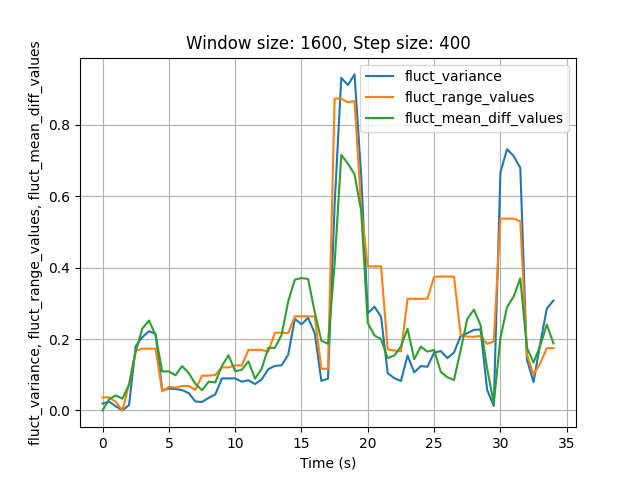 Window size: 1600, Step size: 400
fluct_variance, fluct_range_values, fluct_mean_diff_values
fluct_variance
fluct_range_values
fluct_mean_diff_values
0.8
0.6
0.4
0.2
0.0
0 5 10 15 20 25 30 35
Time (s)